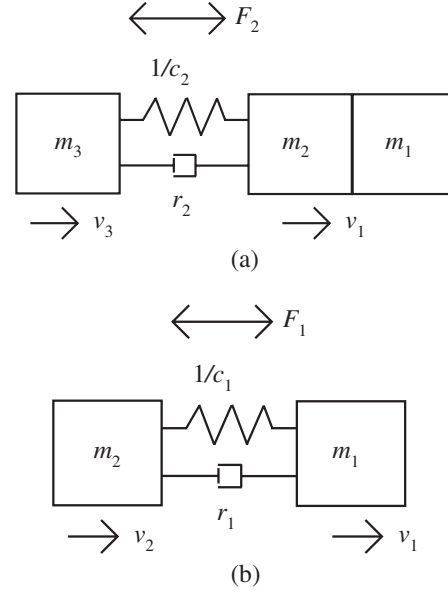 F₂
1/c₂
m₃ m₂ m₁
r₂
v₃ v₁
(a)
F₁
1/c₁
m₂ m₁
r₁
v₂ v₁
(b)